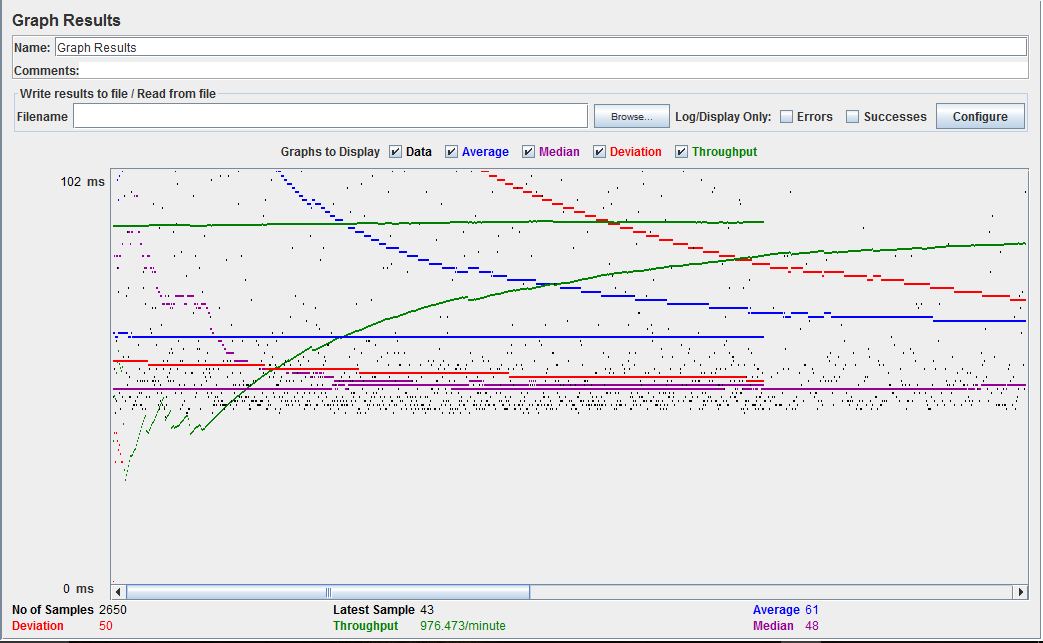 Graph Results
Name: Graph Results
Comments:
Write results to file / Read from file
Filename Browse... Log/Display Only: Errors Successes Configure
Graphs to Display Data Average Median Deviation Throughput
102 ms
0 ms
No of Samples 2650 Latest Sample 43 Average 61
Deviation 50 Throughput 976.473/minute Median 48